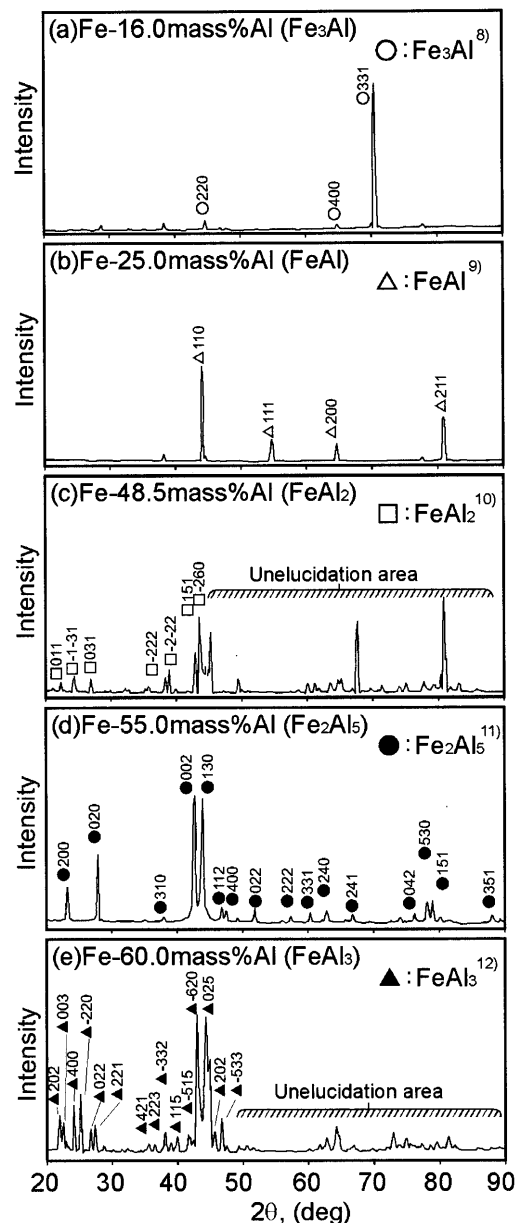 (a)Fe-16.0mass%Al (Fe3Al)
○ : Fe3Al 8)
Intensity
○220
○400
○331
(b)Fe-25.0mass%Al (FeAl)
△ : FeAl 9)
Intensity
△110
△111
△200
△211
(c)Fe-48.5mass%Al (FeAl2)
□ : FeAl2 10)
Unelucidation area
Intensity
□011
□-1-31
□031
□-222
□-2-22
□151
□-260
(d)Fe-55.0mass%Al (Fe2Al5)
● : Fe2Al5 11)
Intensity
●200
●020
●310
●002
●130
●112
●400
●022
●222
●331
●240
●241
●042
●530
●151
●351
(e)Fe-60.0mass%Al (FeAl3)
▲ : FeAl3 12)
Unelucidation area
Intensity
▲202
▲003
▲400
▲-220
▲022
▲221
▲421
▲-223
▲-332
▲115
▲-515
▲-620
▲025
▲202
▲-533
20 30 40 50 60 70 80 90
2θ, (deg)